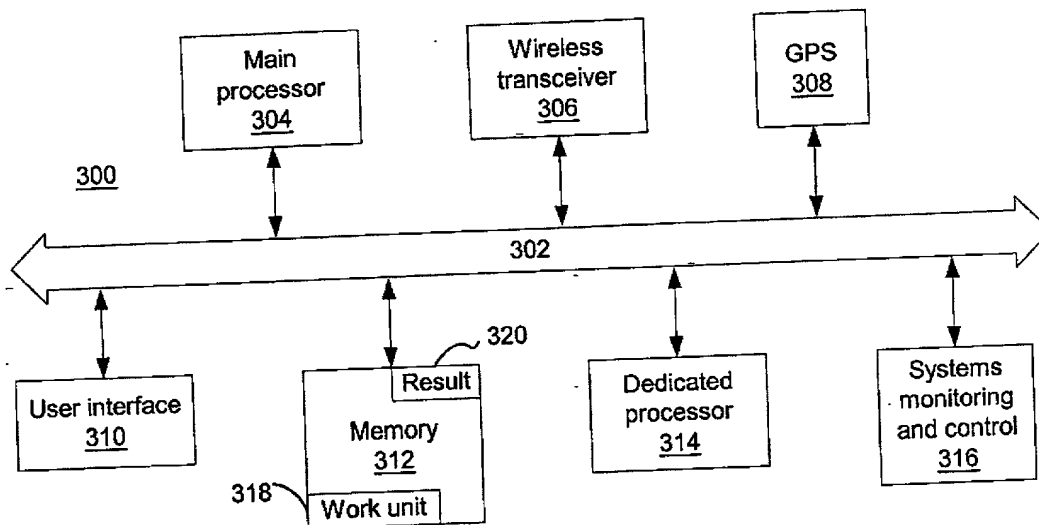 Main
processor
304
Wireless
transceiver
306
GPS
308
300
302
320
User interface
310
Result
Memory
312
318
Work unit
Dedicated
processor
314
Systems
monitoring
and control
316